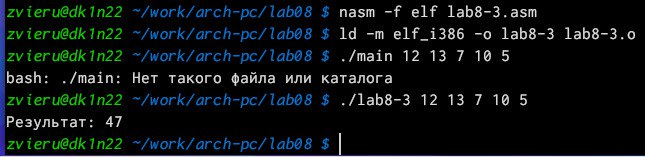 zvieru@dk1n22 ~/work/arch-pc/lab08 $ nasm -f elf lab8-3.asm
zvieru@dk1n22 ~/work/arch-pc/lab08 $ ld -m elf_i386 -o lab8-3 lab8-3.o
zvieru@dk1n22 ~/work/arch-pc/lab08 $ ./main 12 13 7 10 5
bash: ./main: Нет такого файла или каталога
zvieru@dk1n22 ~/work/arch-pc/lab08 $ ./lab8-3 12 13 7 10 5
Результат: 47
zvieru@dk1n22 ~/work/arch-pc/lab08 $